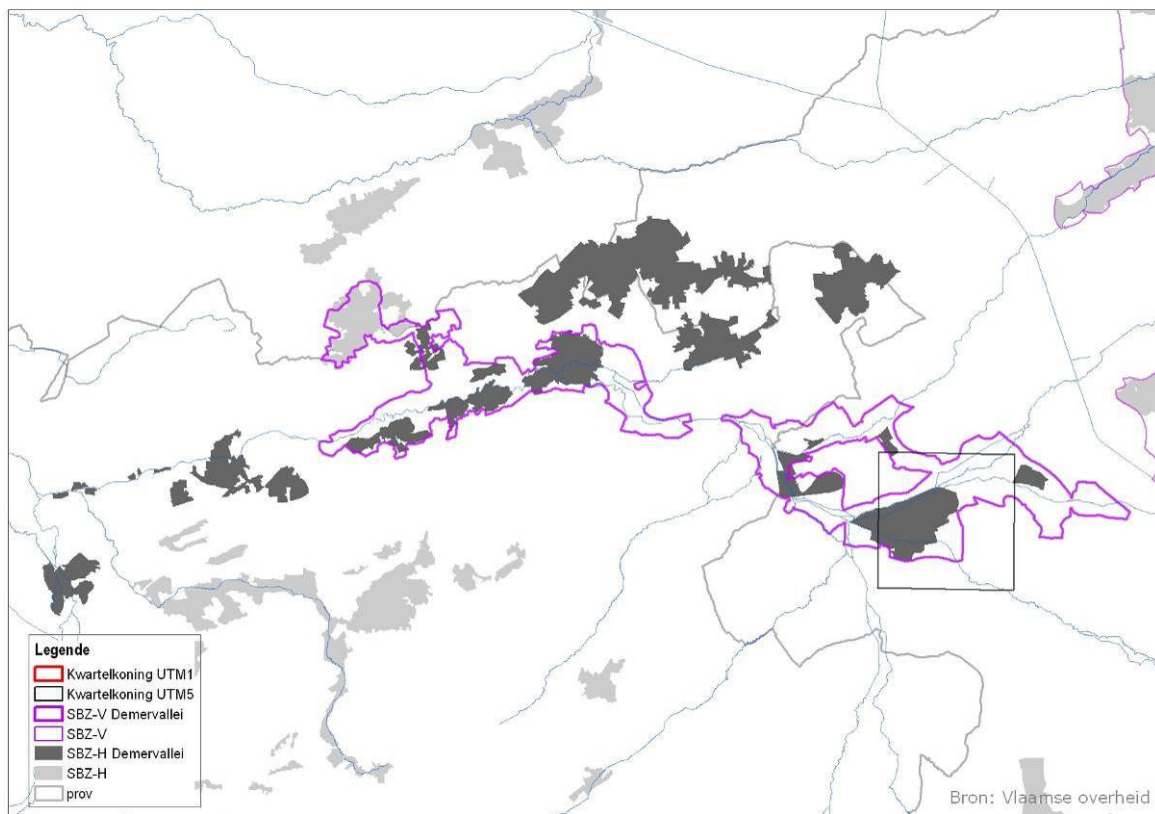 Legende
Kwartelkoning UTM1
Kwartelkoning UTM5
SBZ-V Demervallei
SBZ-V
SBZ-H Demervallei
SBZ-H
prov
Bron: Vlaamse overheid